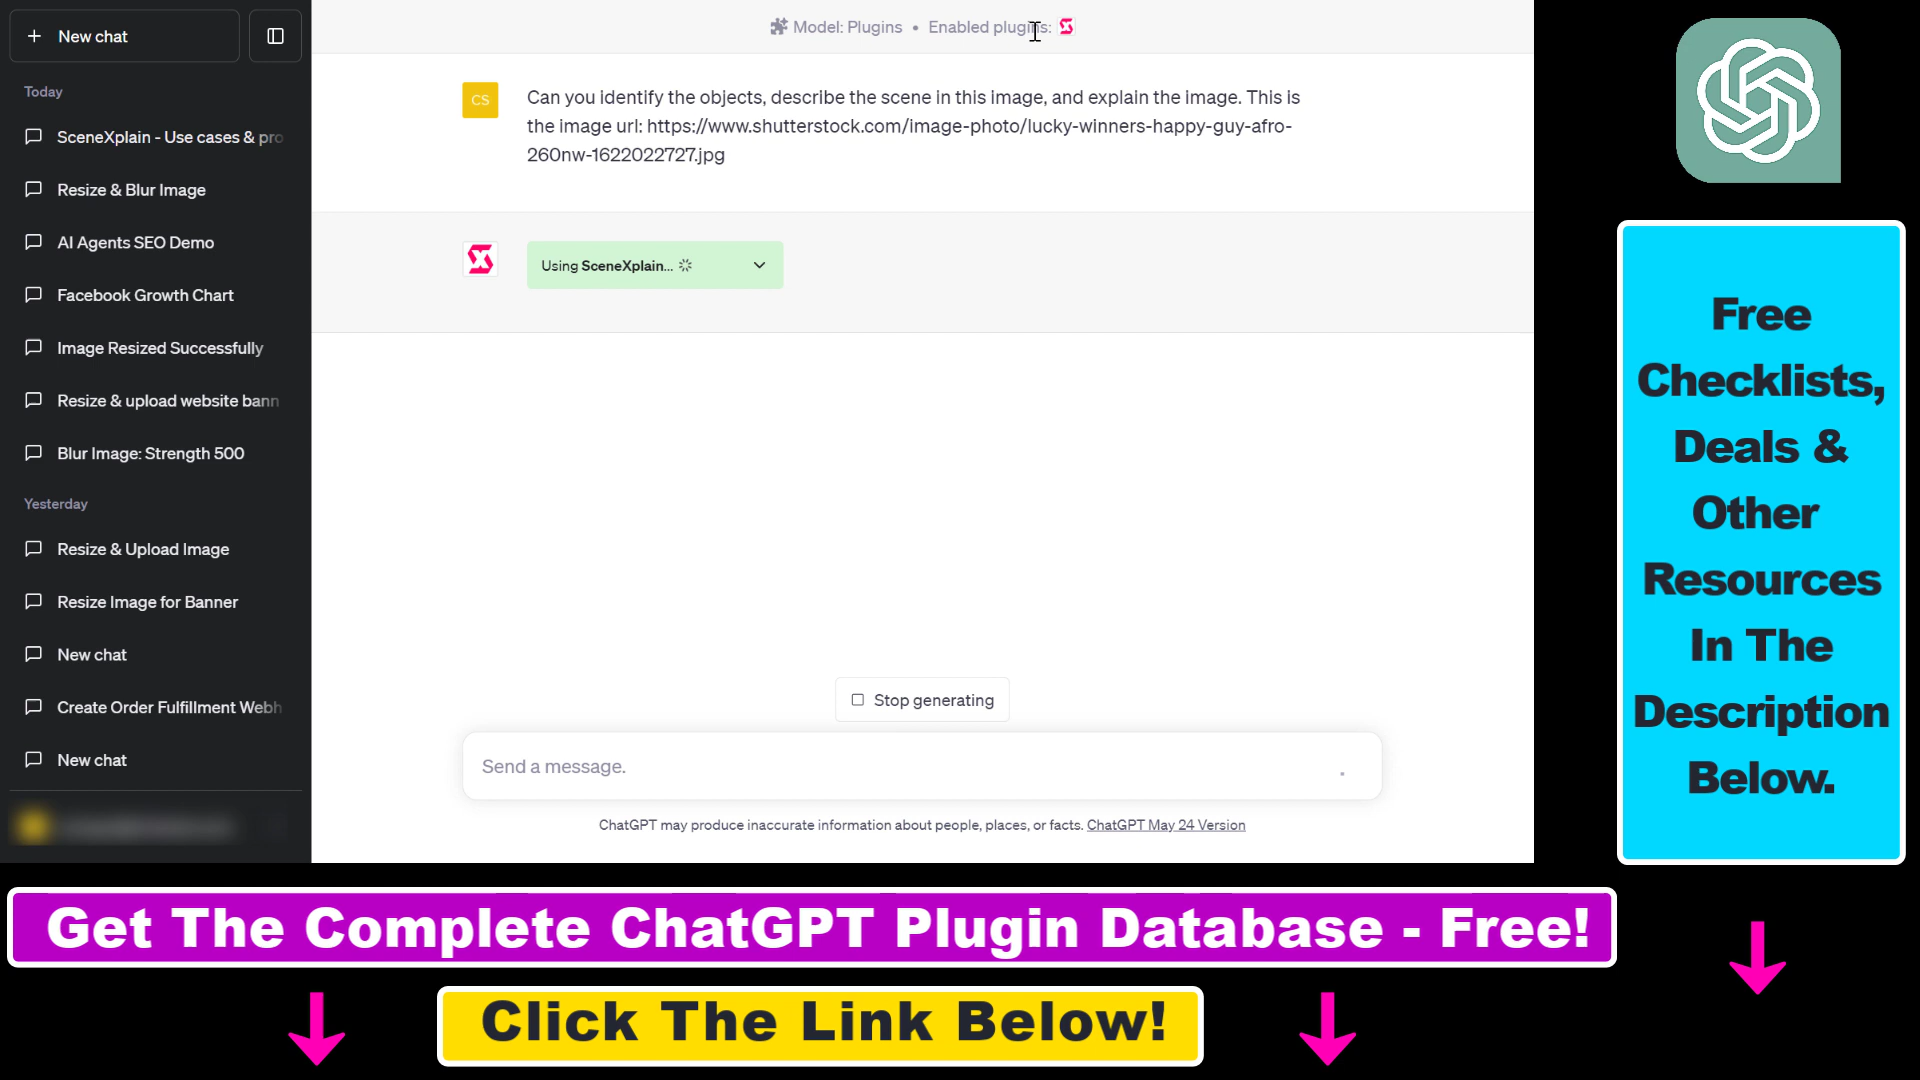 New chat
Today
SceneXplain - Use cases & pro
Resize & Blur Image
AI Agents SEO Demo
Facebook Growth Chart
Image Resized Successfully
Resize & upload website bann
Blur Image: Strength 500
Yesterday
Resize & Upload Image
Resize Image for Banner
New chat
Create Order Fulfillment Webh
New chat
Model: Plugins • Enabled plugins:
CS
Can you identify the objects, describe the scene in this image, and explain the image. This is
the image url: https://www.shutterstock.com/image-photo/lucky-winners-happy-guy-afro-
260nw-1622022727.jpg
Using SceneXplain...
Stop generating
Send a message.
ChatGPT may produce inaccurate information about people, places, or facts. ChatGPT May 24 Version
Free
Checklists,
Deals &
Other
Resources
In The
Description
Below.
Get The Complete ChatGPT Plugin Database - Free!
Click The Link Below!